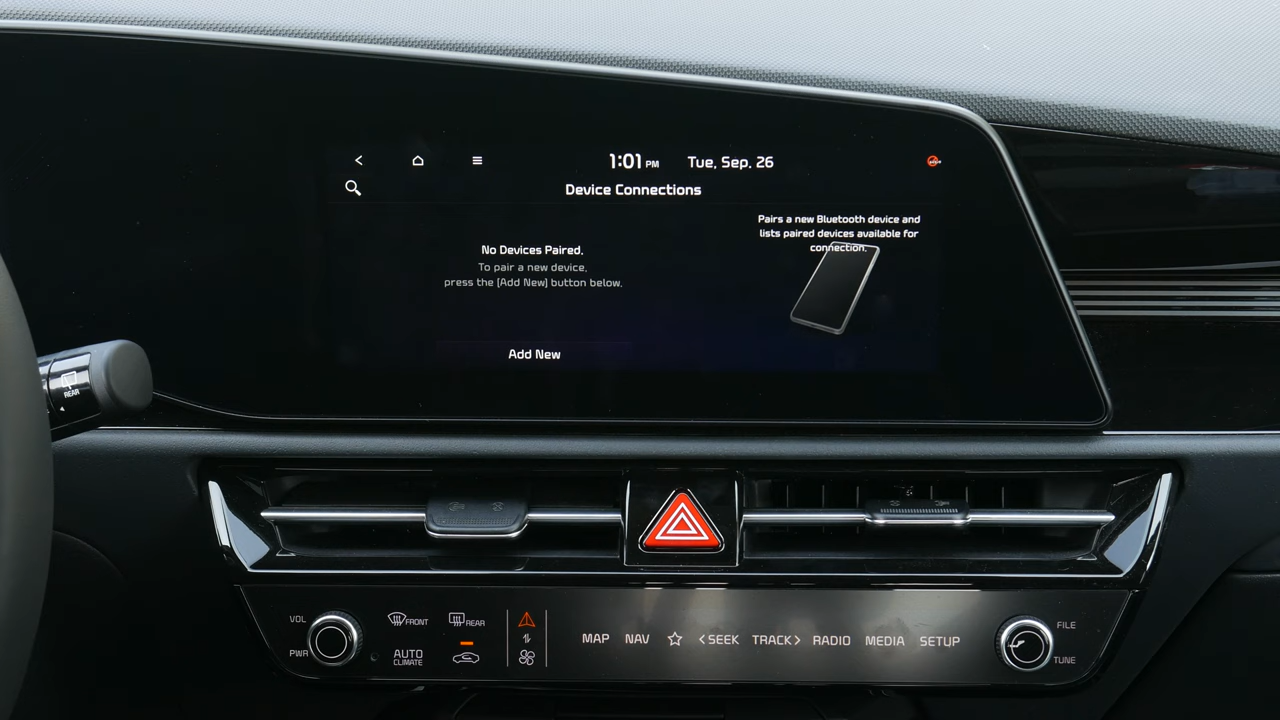 1:01 PM Tue, Sep. 26
Device Connections
Pairs a new Bluetooth device and
lists paired devices available for
connection.
No Devices Paired.
To pair a new device,
press the [Add New] button below.
Add New
REAR
VOL
PWR
FRONT
REAR
AUTO
CLIMATE
MAP NAV SEEK TRACK RADIO MEDIA SETUP
FILE
TUNE